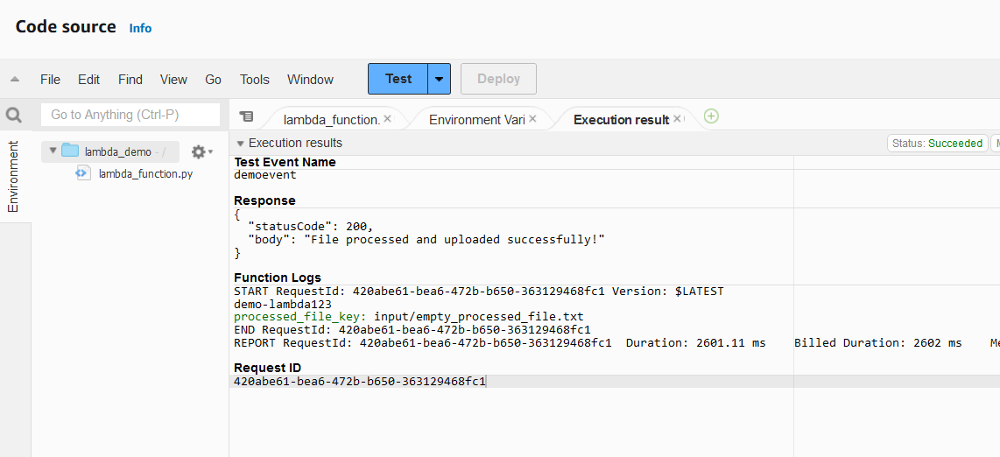 Code source Info
File Edit Find View Go Tools Window Test Deploy
Go to Anything (Ctrl-P)
lambda_function. Environment Vari Execution result
Environment
lambda_demo - /
lambda_function.py
Execution results
Status: Succeeded
Test Event Name
demoevent
Response
{
"statusCode": 200,
"body": "File processed and uploaded successfully!"
}
Function Logs
START RequestId: 420abe61-bea6-472b-b650-363129468fc1 Version: $LATEST
demo-lambda123
processed_file_key: input/empty_processed_file.txt
END RequestId: 420abe61-bea6-472b-b650-363129468fc1
REPORT RequestId: 420abe61-bea6-472b-b650-363129468fc1 Duration: 2601.11 ms Billed Duration: 2602 ms
Request ID
420abe61-bea6-472b-b650-363129468fc1